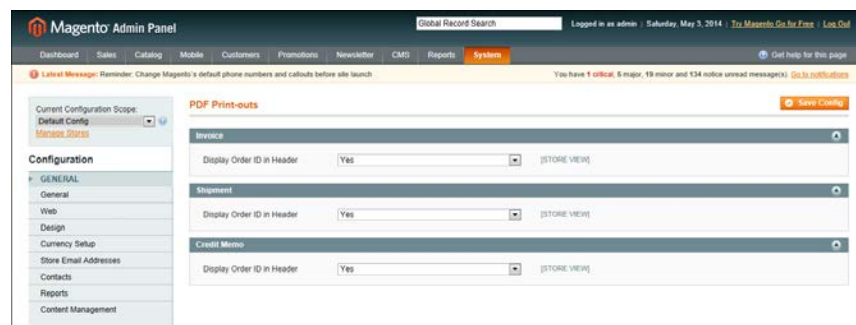 Magento Admin Panel
Global Record Search
Logged in as admin | Saturday, May 3, 2014 | Try Magento Go for Free | Log Out
Dashboard Sales Catalog Mobile Customers Promotions Newsletter CMS Reports System
Get help for this page
Latest Message: Reminder: Change Magento's default phone numbers and callouts before site launch
You have 1 critical, 5 major, 19 minor and 134 notice unread message(s). Go to notifications
Current Configuration Scope:
Default Config
Manage Stores
Configuration
GENERAL
General
Web
Design
Currency Setup
Store Email Addresses
Contacts
Reports
Content Management
PDF Print-outs
Save Config
Invoice
Display Order ID in Header Yes [STORE VIEW]
Shipment
Display Order ID in Header Yes [STORE VIEW]
Credit Memo
Display Order ID in Header Yes [STORE VIEW]